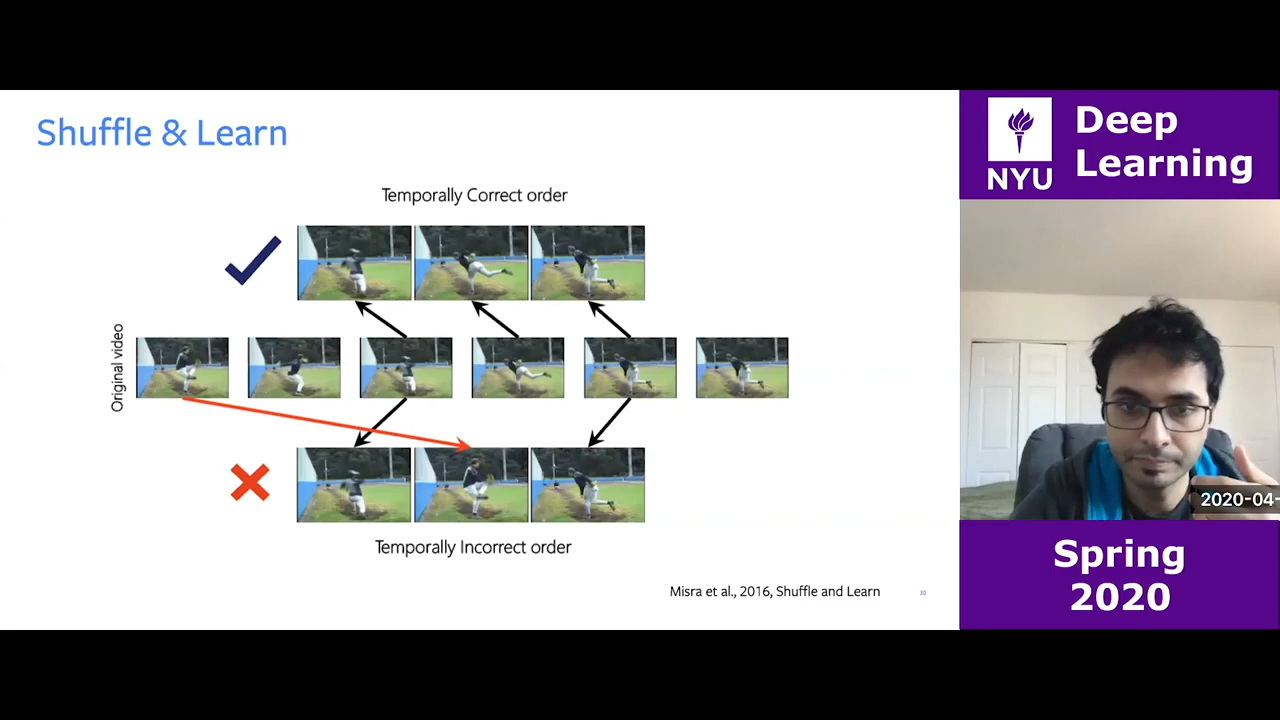 Shuffle & Learn
Temporally Correct order
Original video
Temporally Incorrect order
Misra et al., 2016, Shuffle and Learn
30
NYU
Deep
Learning
2020-04-
Spring
2020